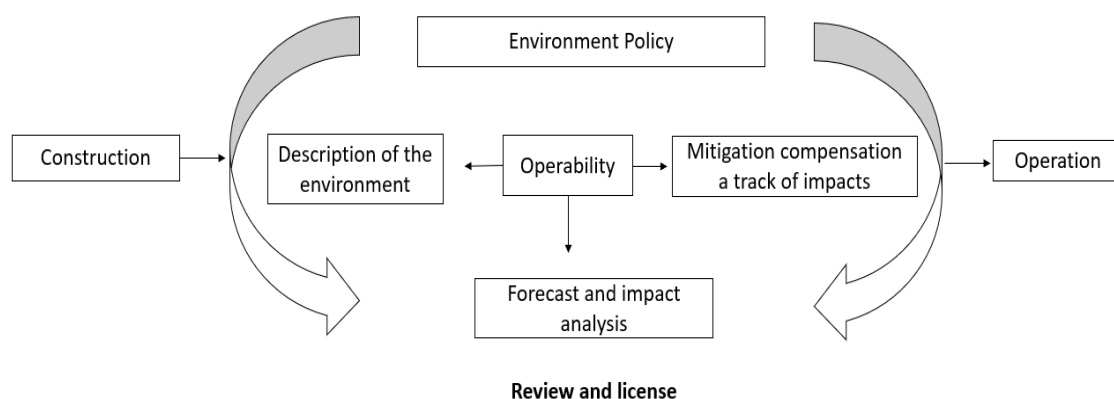 Environment Policy
Construction
Description of the
environment
Operability
Mitigation compensation
a track of impacts
Operation
Forecast and impact
analysis
Review and license